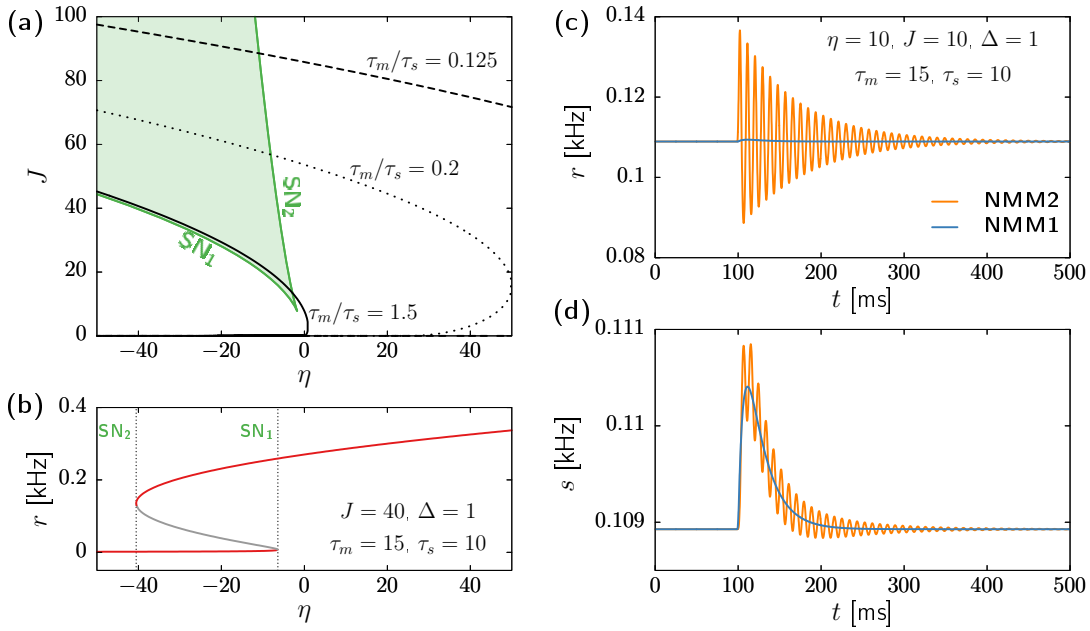 (a)
100
80
60
40
20
0
J
τm/τs = 0.125
τm/τs = 0.2
τm/τs = 1.5
SN2
SN1
−40
−20
0
20
40
η
(b)
0.4
0.2
0
r [kHz]
SN2
SN1
J = 40, Δ = 1
τm = 15, τs = 10
−40
−20
0
20
40
η
(c)
0.14
0.12
0.1
0.08
r [kHz]
η = 10, J = 10, Δ = 1
τm = 15, τs = 10
NMM2
NMM1
0
100
200
300
400
500
t [ms]
(d)
0.111
0.111
0.109
s [kHz]
0
100
200
300
400
500
t [ms]